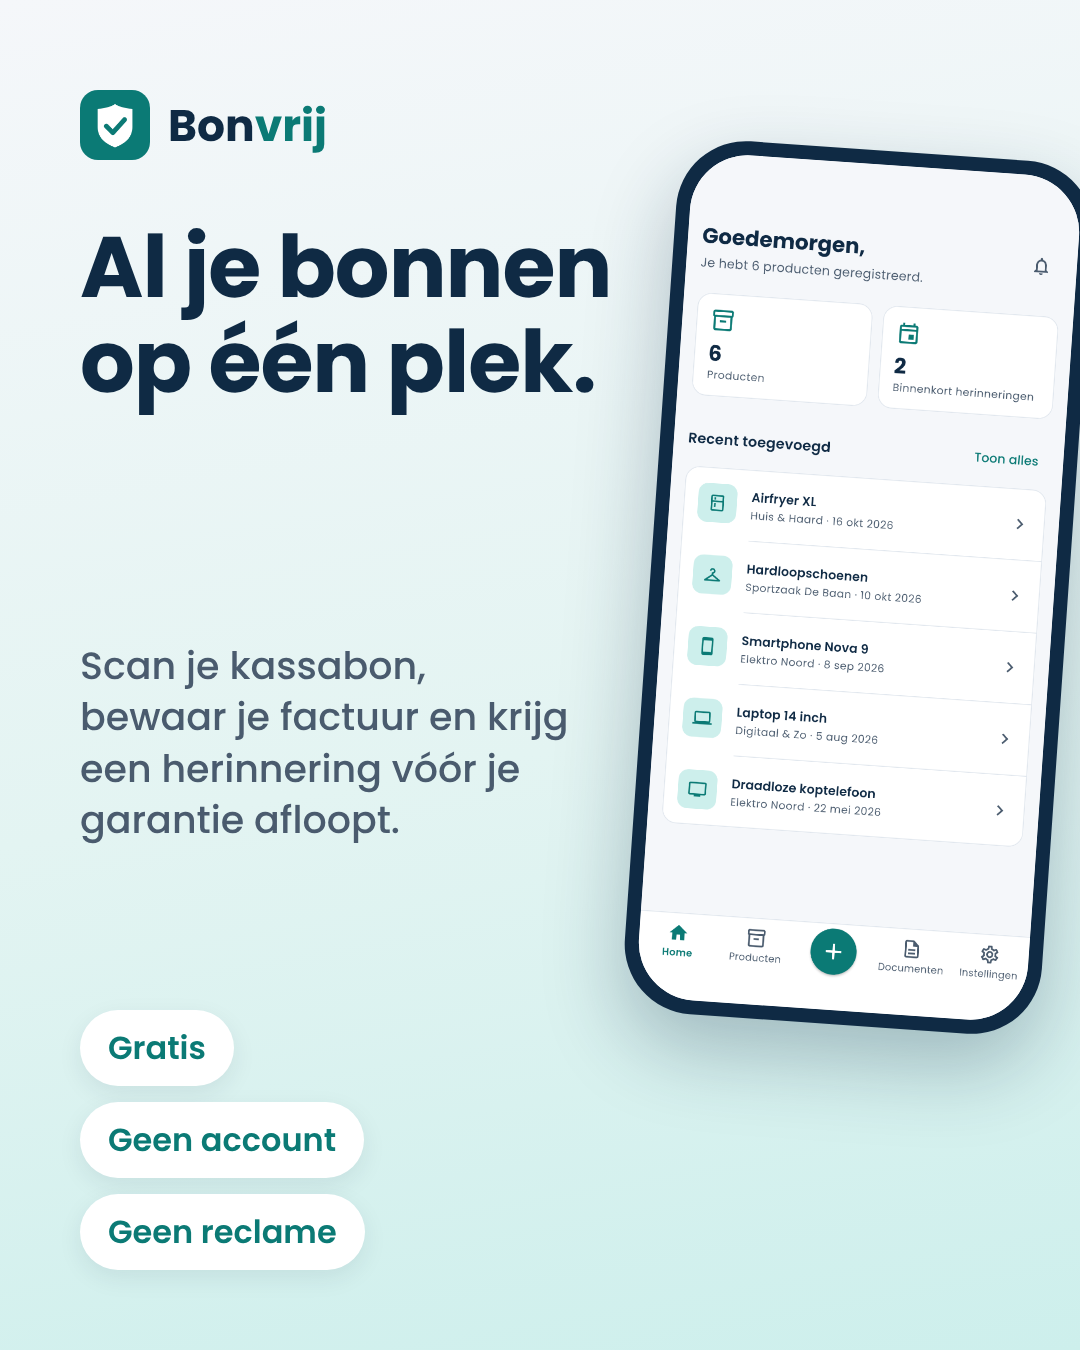 Bonvrij
Al je bonnen
op één plek.
Scan je kassabon,
bewaar je factuur en krijg
een herinnering vóór je
garantie afloopt.
Gratis
Geen account
Geen reclame
Goedemorgen,
Je hebt 6 producten geregistreerd.
6
Producten
2
Binnenkort herinneringen
Recent toegevoegd
Toon alles
Airfryer XL
Huis & Haard · 16 okt 2026
Hardloopschoenen
Sportzaak De Baan · 10 okt 2026
Smartphone Nova 9
Elektro Noord · 8 sep 2026
Laptop 14 inch
Digitaal & Zo · 5 aug 2026
Draadloze koptelefoon
Elektro Noord · 22 mei 2026
Home
Producten
Documenten
Instellingen